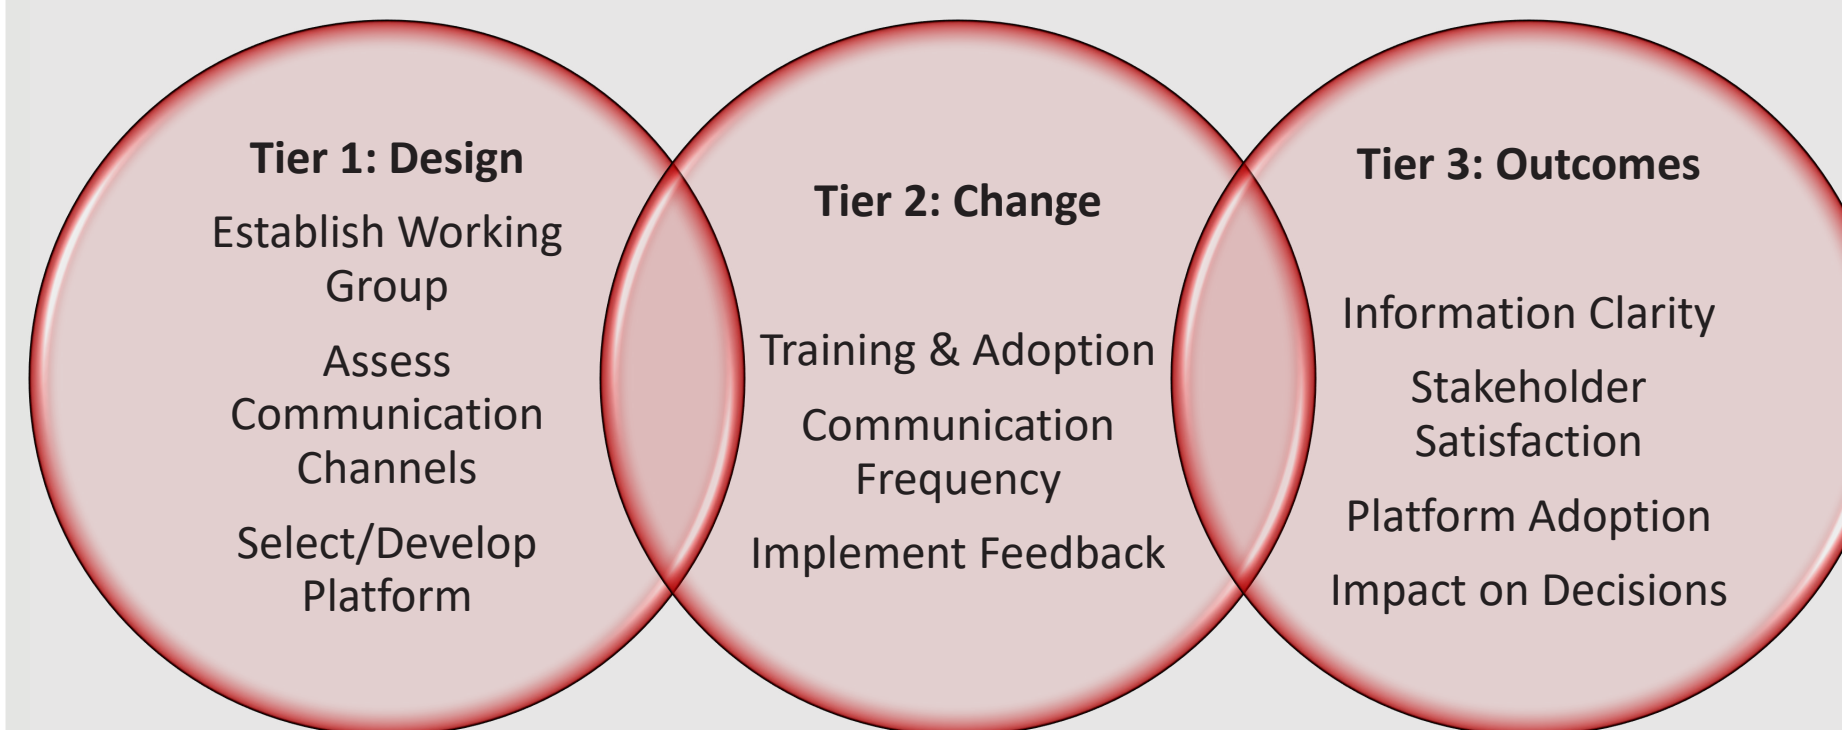 Tier 1: Design
Establish Working
Group
Assess
Communication
Channels
Select/Develop
Platform
Tier 2: Change
Training & Adoption
Communication
Frequency
Implement Feedback
Tier 3: Outcomes
Information Clarity
Stakeholder
Satisfaction
Platform Adoption
Impact on Decisions